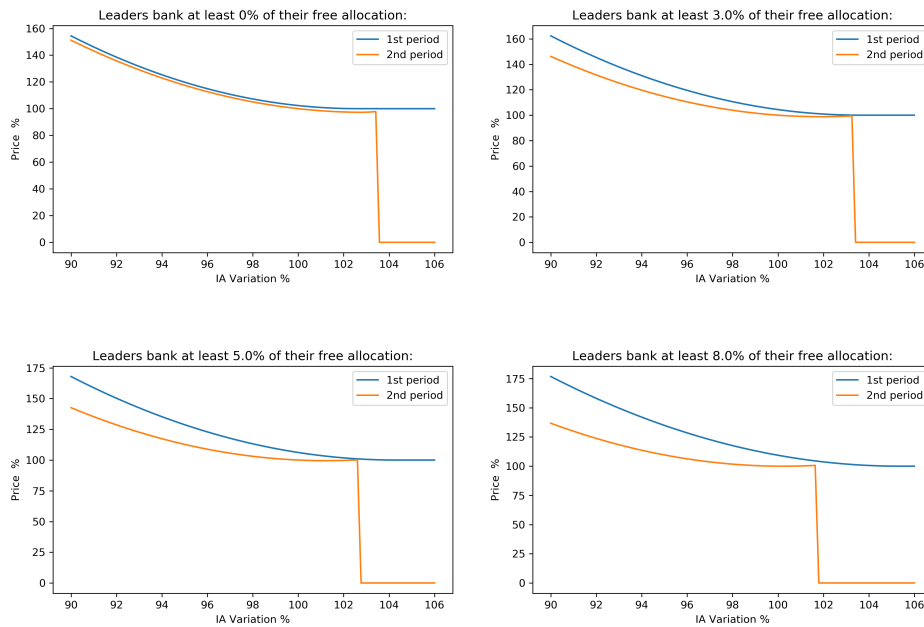 Leaders bank at least 0% of their free allocation:
160
140
120
100
80
60
40
20
0
Price %
1st period
2nd period
90 92 94 96 98 100 102 104 106
IA Variation %
Leaders bank at least 3.0% of their free allocation:
160
140
120
100
80
60
40
20
0
Price %
1st period
2nd period
90 92 94 96 98 100 102 104 106
IA Variation %
Leaders bank at least 5.0% of their free allocation:
175
150
125
100
75
50
25
0
Price %
1st period
2nd period
90 92 94 96 98 100 102 104 106
IA Variation %
Leaders bank at least 8.0% of their free allocation:
175
150
125
100
75
50
25
0
Price %
1st period
2nd period
90 92 94 96 98 100 102 104 106
IA Variation %